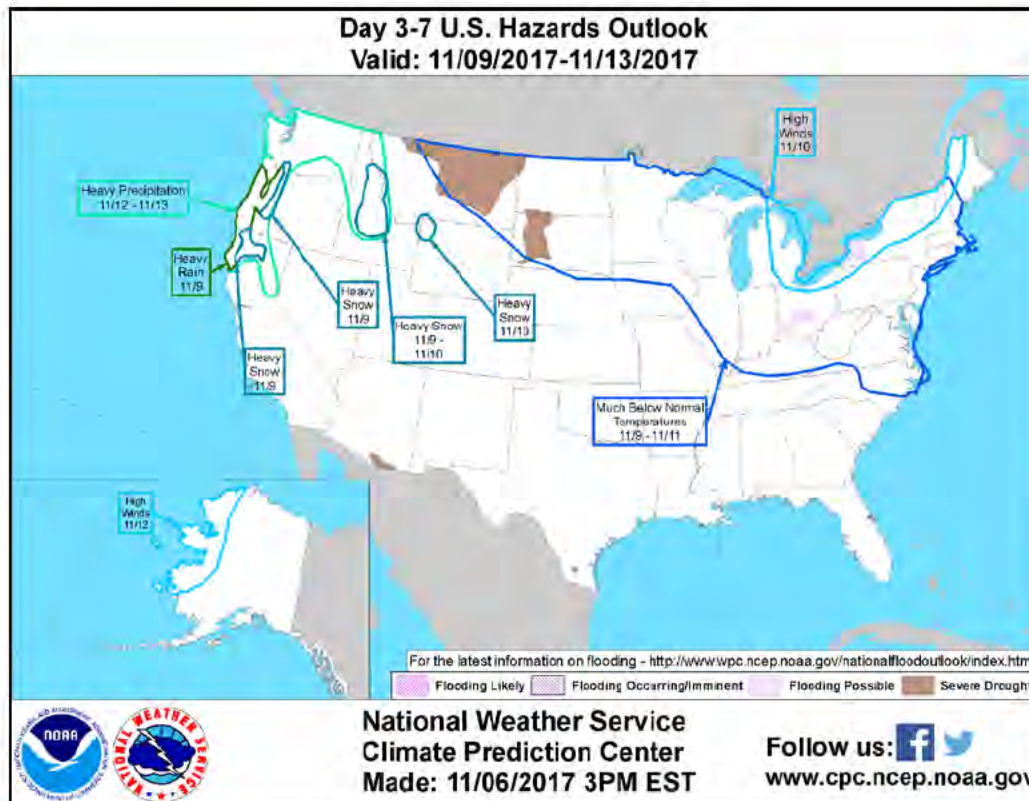 Day 3-7 U.S. Hazards Outlook
Valid: 11/09/2017-11/13/2017
High
Winds
11/10
Heavy Precipitation
11/12 - 11/13
Heavy
Rain
11/9
Heavy
Snow
11/9
Heavy Snow
11/9 -
11/10
Heavy
Snow
11/13
Heavy
Snow
11/9
Much Below Normal
Temperatures
11/9 - 11/11
High
Winds
11/12
For the latest information on flooding - http://www.wpc.ncep.noaa.gov/nationalfloodoutlook/index.htm
Flooding Likely
Flooding Occurring/Imminent
Flooding Possible
Severe Drought
NOAA
NATIONAL WEATHER SERVICE
National Weather Service
Climate Prediction Center
Made: 11/06/2017 3PM EST
Follow us:
www.cpc.ncep.noaa.gov